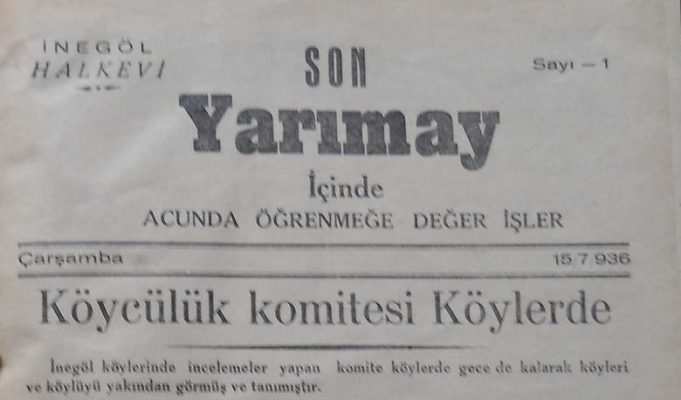 İNEGÖL
HALKEVİ
SON
Sayı – 1
Yarımay
İçinde
ACUNDA ÖĞRENMEĞE DEĞER İŞLER
Çarşamba 15/7/936
Köycülük komitesi Köylerde
İnegöl köylerinde incelemeler yapan komite köylerde gece de kalarak köyleri
ve köylüyü yakından görmüş ve tanımıştır.